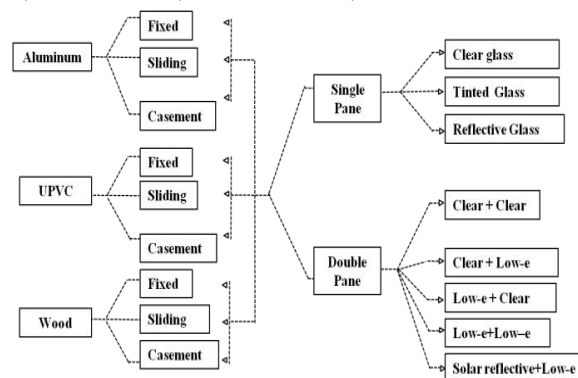 Aluminum
Fixed
Sliding
Casement
UPVC
Fixed
Sliding
Casement
Wood
Fixed
Sliding
Casement
Single
Pane
Clear glass
Tinted Glass
Reflective Glass
Double
Pane
Clear + Clear
Clear + Low-e
Low-e + Clear
Low-e+Low–e
Solar reflective+Low-e